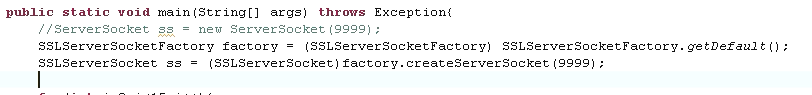 public static void main(String[] args) throws Exception{
//ServerSocket ss = new ServerSocket(9999);
SSLServerSocketFactory factory = (SSLServerSocketFactory) SSLServerSocketFactory.getDefault();
SSLServerSocket ss = (SSLServerSocket)factory.createServerSocket(9999);